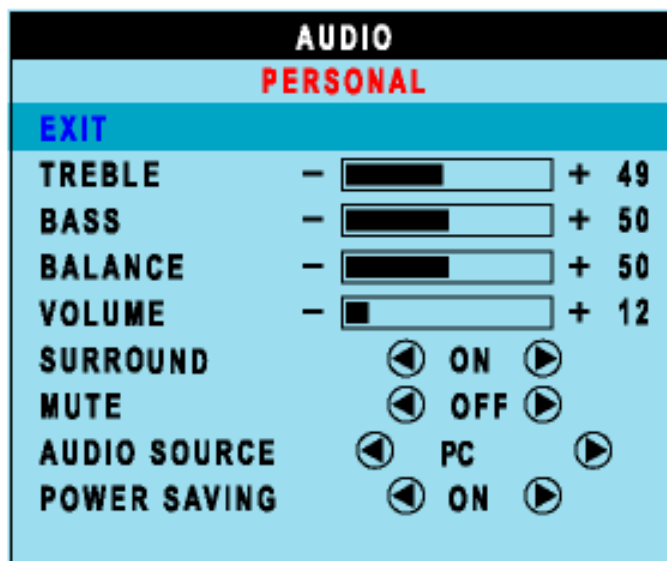 AUDIO
PERSONAL
EXIT
TREBLE - + 49
BASS - + 50
BALANCE - + 50
VOLUME - + 12
SURROUND ON
MUTE OFF
AUDIO SOURCE PC
POWER SAVING ON